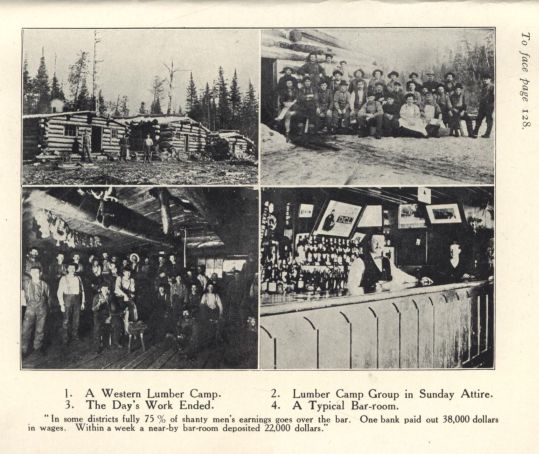 To face page 128.
1. A Western Lumber Camp. 2. Lumber Camp Group in Sunday Attire.
3. The Day's Work Ended. 4. A Typical Bar-room.
"In some districts fully 75 % of shanty men's earnings goes over the bar. One bank paid out 38,000 dollars
in wages. Within a week a near-by bar-room deposited 22,000 dollars."